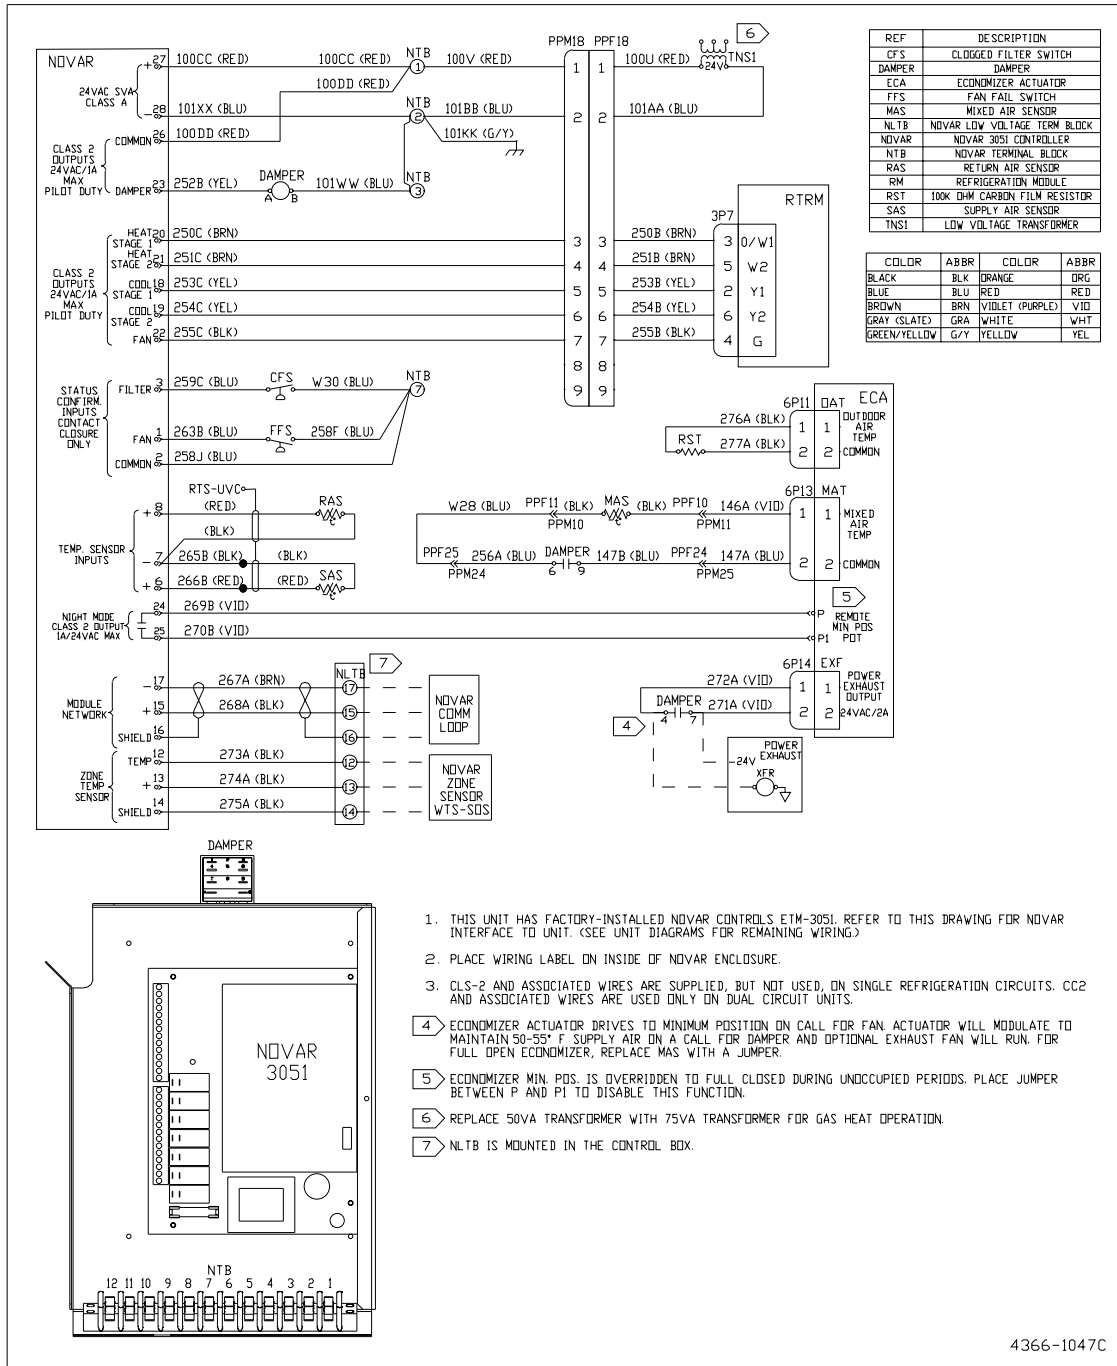 NOVAR
24VAC 5VA
CLASS A
+ 27 100CC (RED) 100CC (RED) NTB 1 100V (RED)
100DD (RED)
- 28 101XX (BLU) NTB 2 101BB (BLU)
101KK (G/Y)
CLASS 2
OUTPUTS
24VAC/1A
MAX
PILOT DUTY
COMMON 26 100DD (RED)
DAMPER 23 252B (YEL) DAMPER A B 101WW (BLU) NTB 3
PPM18 PPF18
1 1 100U (RED) 24V TNS1 6
2 2 101AA (BLU)
CLASS 2
OUTPUTS
24VAC/1A
MAX
PILOT DUTY
HEAT STAGE 1 20 250C (BRN) 3 3 250B (BRN)
HEAT STAGE 2 21 251C (BRN) 4 4 251B (BRN)
COOL STAGE 1 18 253C (YEL) 5 5 253B (YEL)
COOL STAGE 2 19 254C (YEL) 6 6 254B (YEL)
FAN 22 255C (BLK) 7 7 255B (BLK)
8 8
9 9
3P7 RTRM
3 O/W1
5 W2
2 Y1
6 Y2
4 G
STATUS
CONFIRM.
INPUTS
CONTACT
CLOSURE
ONLY
FILTER 3 259C (BLU) CFS W30 (BLU) NTB 7
FAN 1 263B (BLU) FFS 258F (BLU)
COMMON 2 258J (BLU)
TEMP. SENSOR
INPUTS
RTS-UVC
+ 8 (RED) RAS
(BLK)
- 7 265B (BLK) (BLK)
+ 6 266B (RED) (RED) SAS
NIGHT MODE
CLASS 2 OUTPUT
1A/24VAC MAX
24 269B (VIO)
25 270B (VIO)
MODULE
NETWORK
- 17 267A (BRN) NLTB 17 7
+ 15 268A (BLK) 15
SHIELD 16 16
NOVAR
COMM
LOOP
ZONE
TEMP
SENSOR
TEMP 12 273A (BLK) 12
+ 13 274A (BLK) 13
SHIELD 14 275A (BLK) 14
NOVAR
ZONE
SENSOR
WTS-SDS
6P11 OAT ECA
276A (BLK) 1 1 OUTDOOR
AIR
TEMP
RST 277A (BLK) 2 2 COMMON
6P13 MAT
W28 (BLU) PPF11 PPM10 (BLK) MAS (BLK) PPF10 PPM11 146A (VIO) 1 1 MIXED
AIR
TEMP
PPF25 PPM24 256A (BLU) DAMPER 6 9 147B (BLU) PPF24 PPM25 147A (BLU) 2 2 COMMON
5
P REMOTE
MIN POS
P1 POT
6P14 EXF
272A (VIO) 1 1 POWER
EXHAUST
OUTPUT
DAMPER 4 7 271A (VIO) 2 2 24VAC/2A
4
POWER
EXHAUST
24V
XFR
REF DESCRIPTION
CFS CLOGGED FILTER SWITCH
DAMPER DAMPER
ECA ECONOMIZER ACTUATOR
FFS FAN FAIL SWITCH
MAS MIXED AIR SENSOR
NLTB NOVAR LOW VOLTAGE TERM BLOCK
NOVAR NOVAR 3051 CONTROLLER
NTB NOVAR TERMINAL BLOCK
RAS RETURN AIR SENSOR
RM REFRIGERATION MODULE
RST 100K OHM CARBON FILM RESISTOR
SAS SUPPLY AIR SENSOR
TNS1 LOW VOLTAGE TRANSFORMER
COLOR ABBR COLOR ABBR
BLACK BLK ORANGE ORG
BLUE BLU RED RED
BROWN BRN VIOLET (PURPLE) VIO
GRAY (SLATE) GRA WHITE WHT
GREEN/YELLOW G/Y YELLOW YEL
DAMPER
NOVAR
3051
NTB
12 11 10 9 8 7 6 5 4 3 2 1
1. THIS UNIT HAS FACTORY-INSTALLED NOVAR CONTROLS ETM-3051. REFER TO THIS DRAWING FOR NOVAR
INTERFACE TO UNIT. (SEE UNIT DIAGRAMS FOR REMAINING WIRING.)
2. PLACE WIRING LABEL ON INSIDE OF NOVAR ENCLOSURE.
3. CLS-2 AND ASSOCIATED WIRES ARE SUPPLIED, BUT NOT USED, ON SINGLE REFRIGERATION CIRCUITS. CC2
AND ASSOCIATED WIRES ARE USED ONLY ON DUAL CIRCUIT UNITS.
4 ECONOMIZER ACTUATOR DRIVES TO MINIMUM POSITION ON CALL FOR FAN. ACTUATOR WILL MODULATE TO
MAINTAIN 50-55° F SUPPLY AIR ON A CALL FOR DAMPER AND OPTIONAL EXHAUST FAN WILL RUN. FOR
FULL OPEN ECONOMIZER, REPLACE MAS WITH A JUMPER.
5 ECONOMIZER MIN. POS. IS OVERRIDDEN TO FULL CLOSED DURING UNOCCUPIED PERIODS. PLACE JUMPER
BETWEEN P AND P1 TO DISABLE THIS FUNCTION.
6 REPLACE 50VA TRANSFORMER WITH 75VA TRANSFORMER FOR GAS HEAT OPERATION.
7 NLTB IS MOUNTED IN THE CONTROL BOX.
4366-1047C